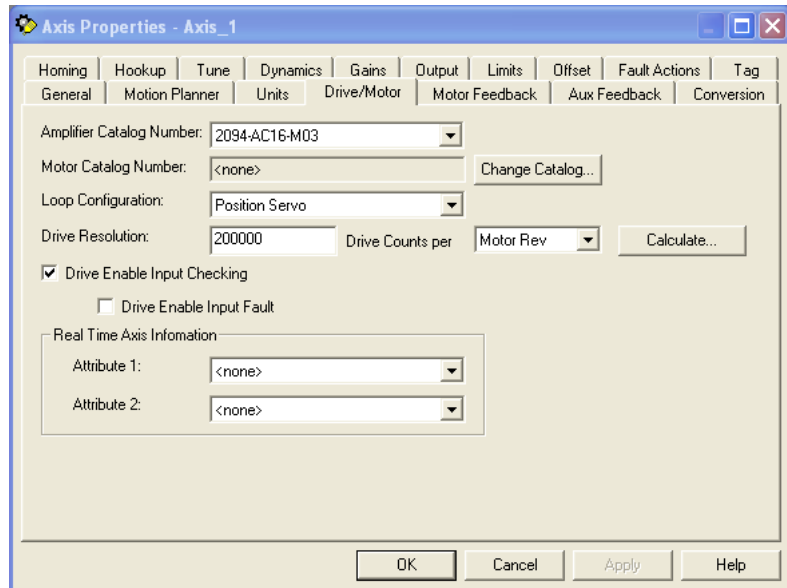 Axis Properties - Axis_1
Homing Hookup Tune Dynamics Gains Output Limits Offset Fault Actions Tag
General Motion Planner Units Drive/Motor Motor Feedback Aux Feedback Conversion
Amplifier Catalog Number: 2094-AC16-M03
Motor Catalog Number: <none> Change Catalog...
Loop Configuration: Position Servo
Drive Resolution: 200000 Drive Counts per Motor Rev Calculate...
Drive Enable Input Checking
Drive Enable Input Fault
Real Time Axis Infomation
Attribute 1: <none>
Attribute 2: <none>
OK Cancel Apply Help